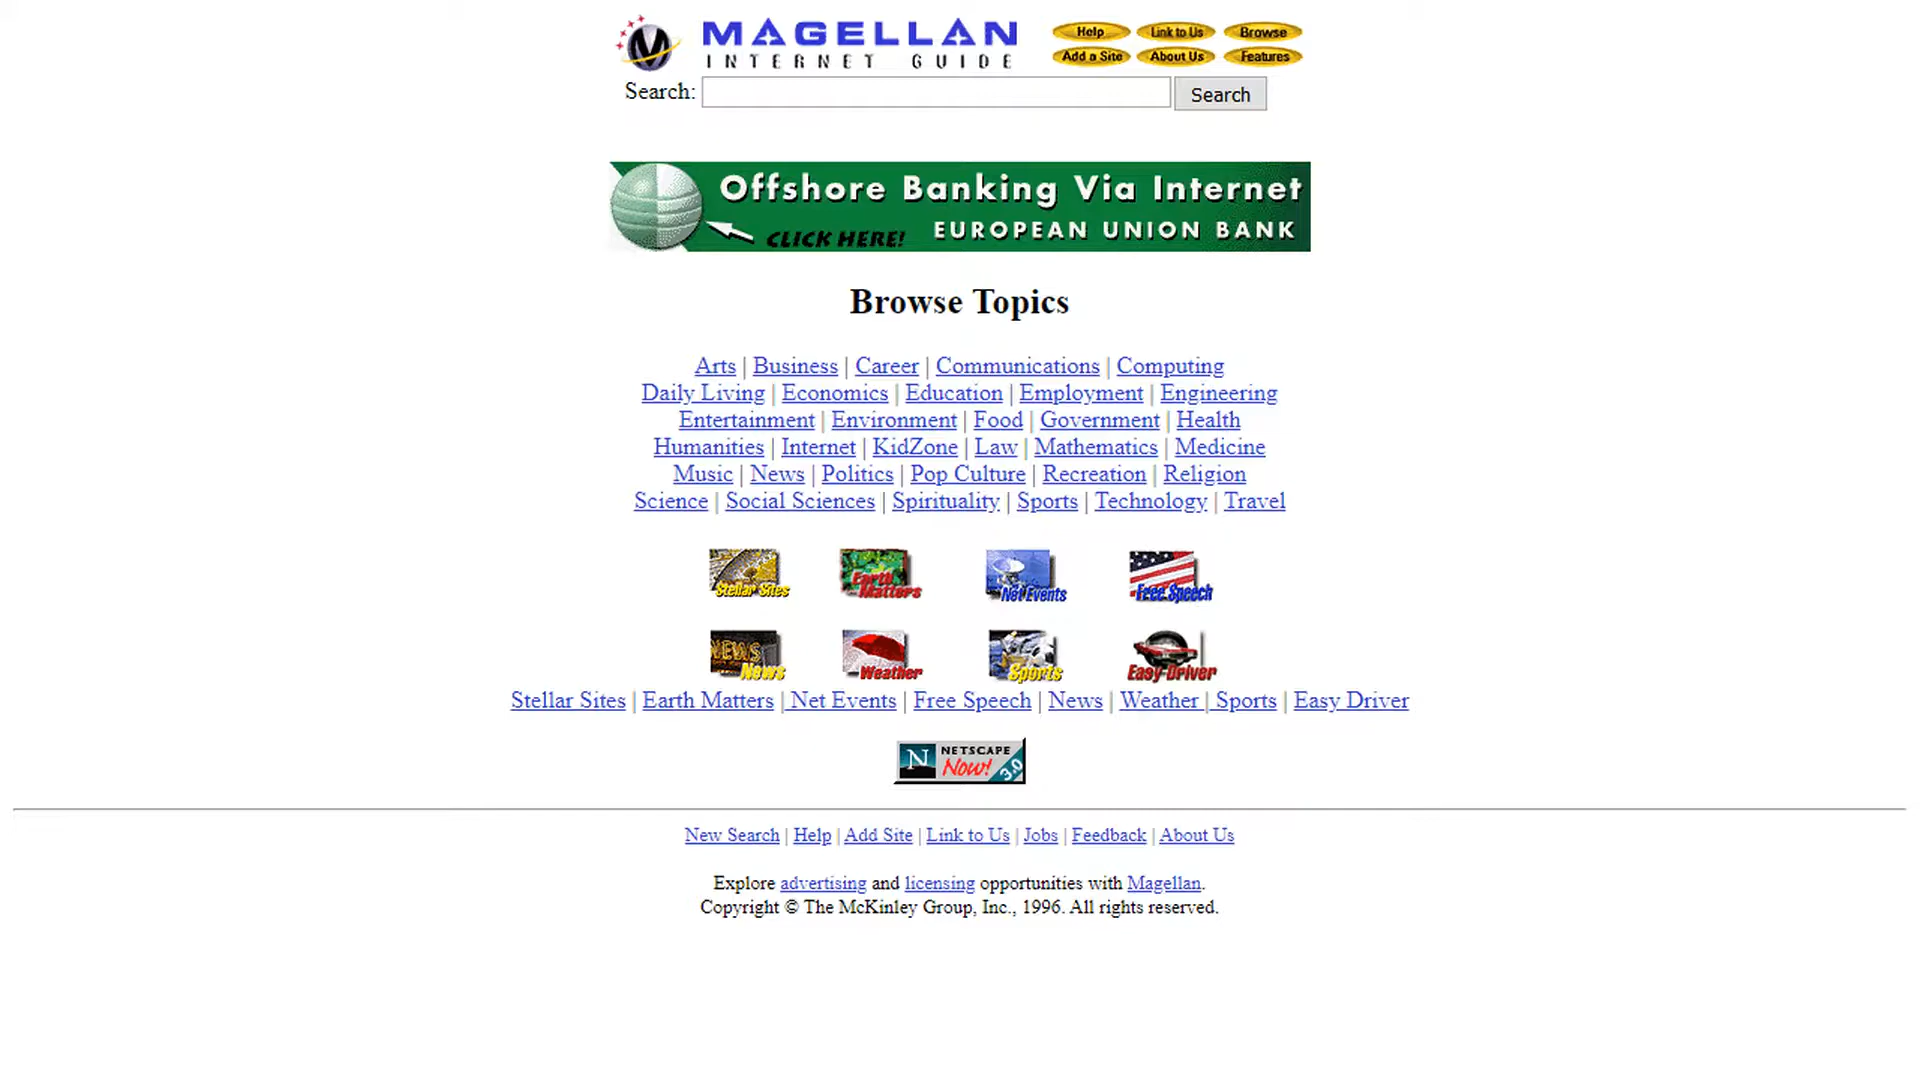 MAGELLAN
INTERNET GUIDE
Help Link to Us Browse
Add a Site About Us Features
Search: Search
Offshore Banking Via Internet
CLICK HERE! EUROPEAN UNION BANK
Browse Topics
Arts | Business | Career | Communications | Computing
Daily Living | Economics | Education | Employment | Engineering
Entertainment | Environment | Food | Government | Health
Humanities | Internet | KidZone | Law | Mathematics | Medicine
Music | News | Politics | Pop Culture | Recreation | Religion
Science | Social Sciences | Spirituality | Sports | Technology | Travel
Stellar Sites Earth Matters Net Events Free Speech
NEWS News Weather Sports Easy Driver
Stellar Sites | Earth Matters | Net Events | Free Speech | News | Weather | Sports | Easy Driver
N NETSCAPE
Now! 3.0
New Search | Help | Add Site | Link to Us | Jobs | Feedback | About Us
Explore advertising and licensing opportunities with Magellan.
Copyright © The McKinley Group, Inc., 1996. All rights reserved.